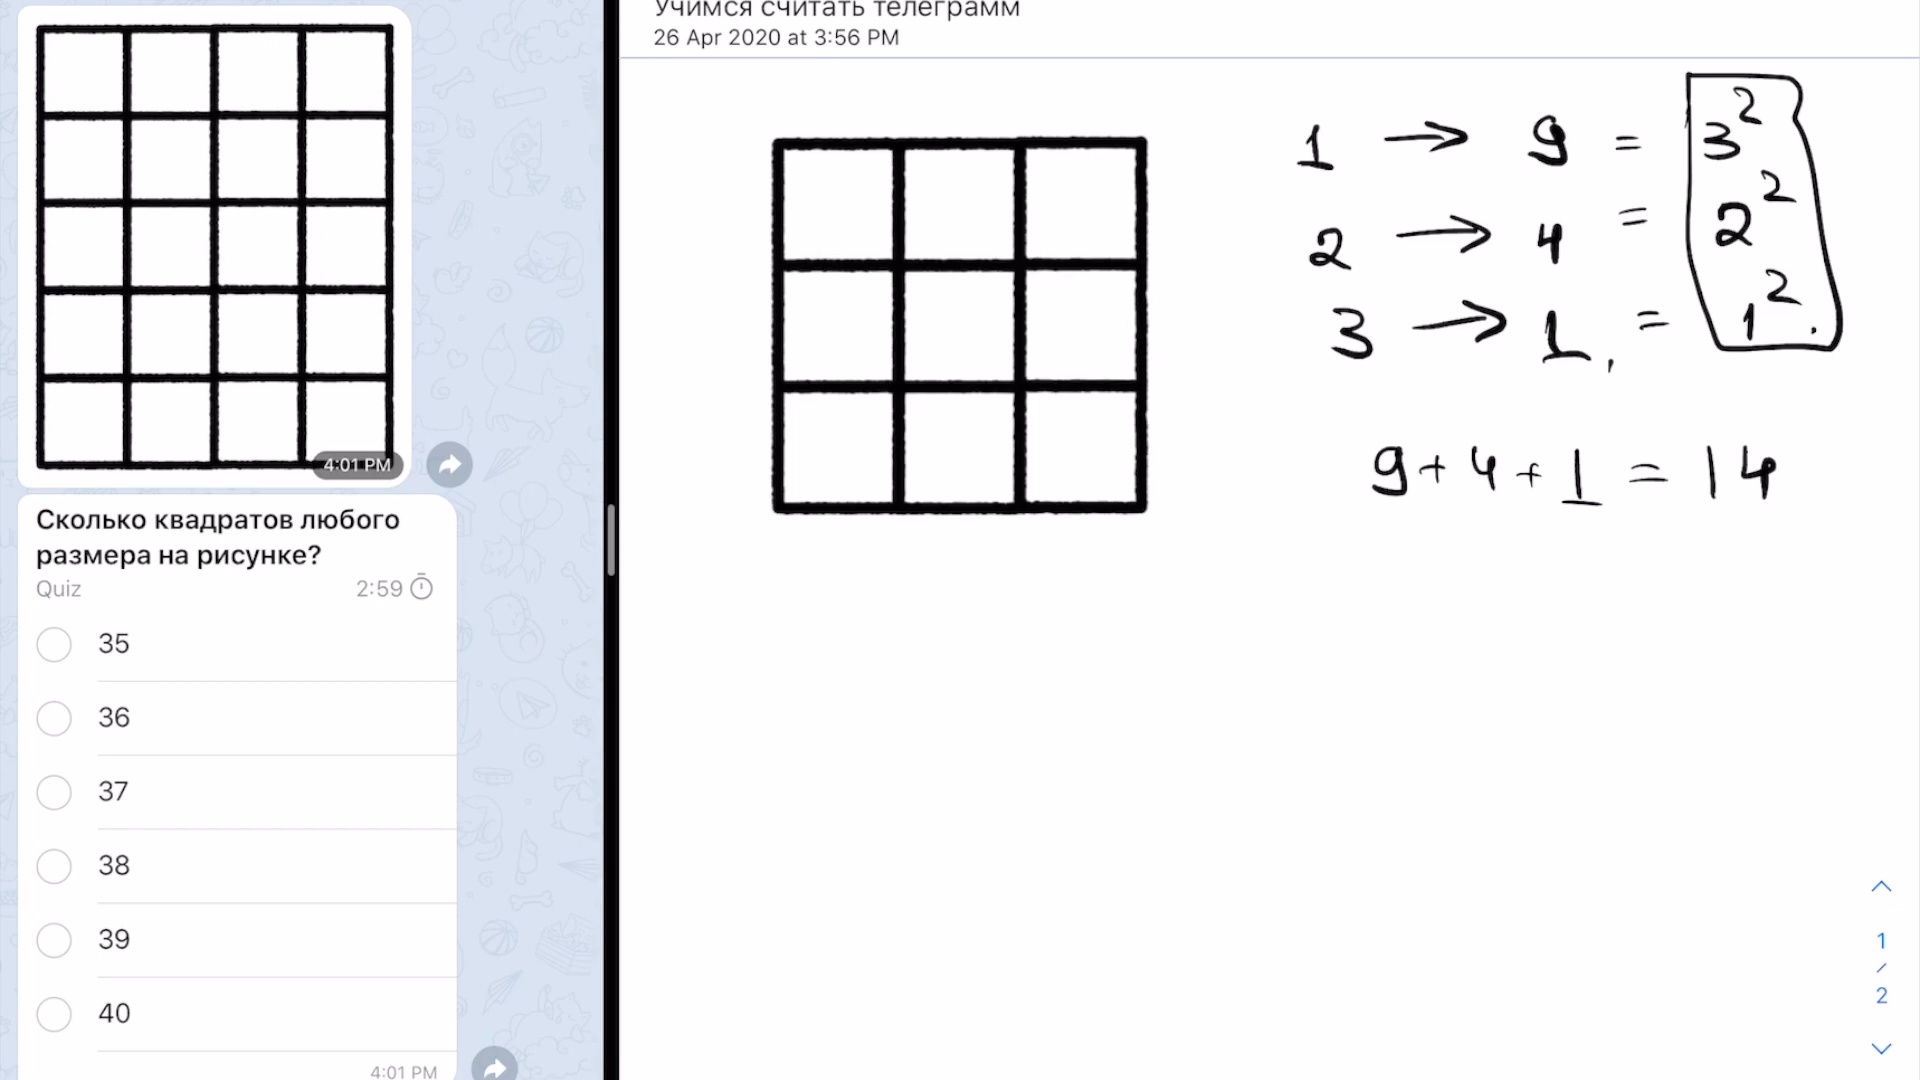 4:01 PM
Сколько квадратов любого
размера на рисунке?
Quiz 2:59
35
36
37
38
39
40
4:01 PM
Учимся считать телеграмм
26 Apr 2020 at 3:56 PM
1 → 9 = 3²
2 → 4 = 2²
3 → 1, = 1².
9 + 4 + 1 = 14
1
/
2